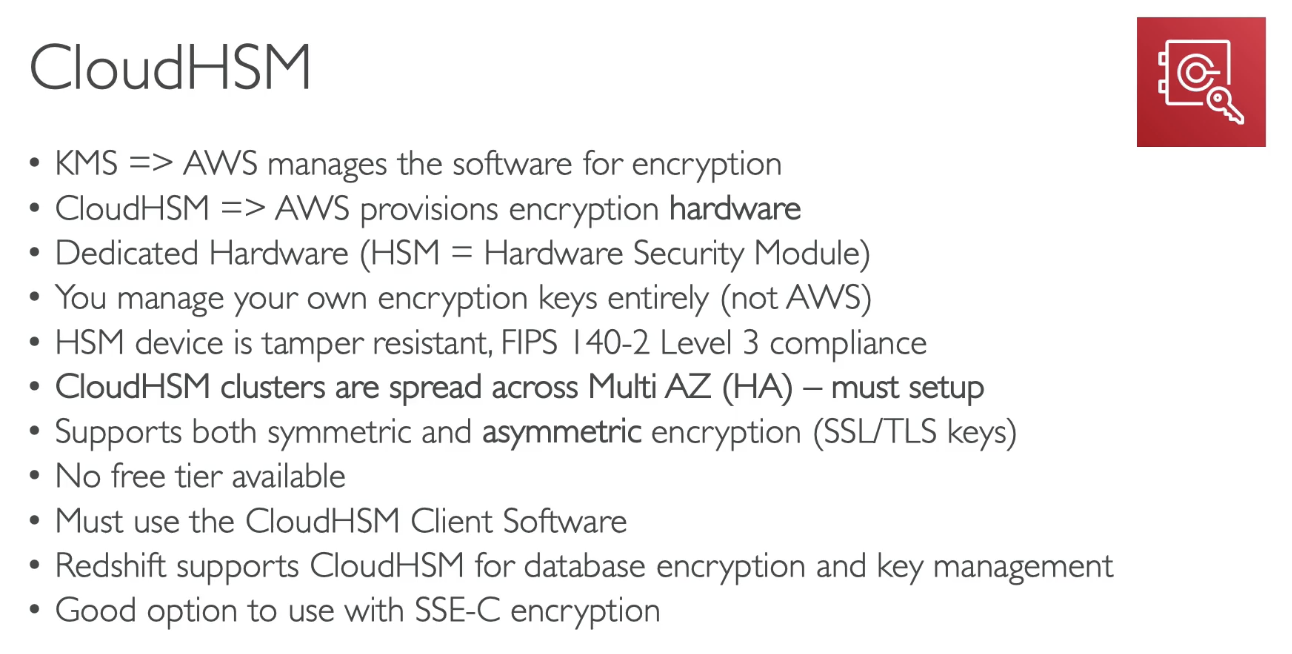 CloudHSM
• KMS => AWS manages the software for encryption
• CloudHSM => AWS provisions encryption hardware
• Dedicated Hardware (HSM = Hardware Security Module)
• You manage your own encryption keys entirely (not AWS)
• HSM device is tamper resistant, FIPS 140-2 Level 3 compliance
• CloudHSM clusters are spread across Multi AZ (HA) – must setup
• Supports both symmetric and asymmetric encryption (SSL/TLS keys)
• No free tier available
• Must use the CloudHSM Client Software
• Redshift supports CloudHSM for database encryption and key management
• Good option to use with SSE-C encryption